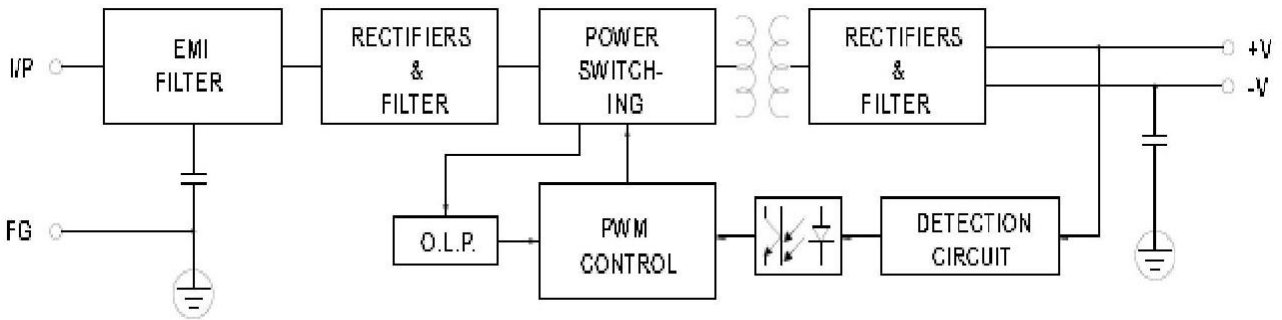 I/P
EMI
FILTER
RECTIFIERS
&
FILTER
POWER
SWITCH-
ING
RECTIFIERS
&
FILTER
+V
-V
FG
O.L.P.
PWM
CONTROL
DETECTION
CIRCUIT